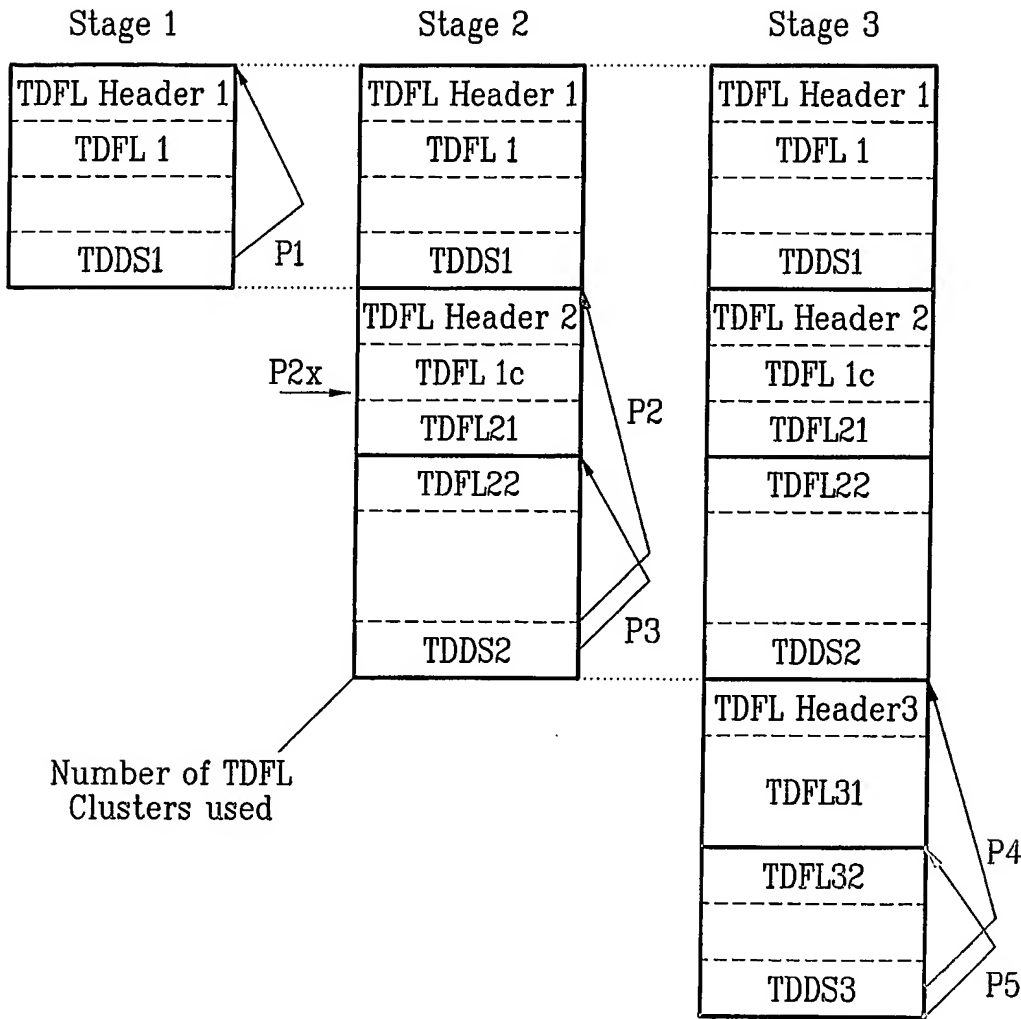 Stage 1
TDFL Header 1
TDFL 1
TDDS1
P1
Stage 2
TDFL Header 1
TDFL 1
TDDS1
TDFL Header 2
P2x
TDFL 1c
TDFL21
TDFL22
TDDS2
P2
P3
Number of TDFL
Clusters used
Stage 3
TDFL Header 1
TDFL 1
TDDS1
TDFL Header 2
TDFL 1c
TDFL21
TDFL22
TDDS2
TDFL Header3
TDFL31
TDFL32
TDDS3
P4
P5